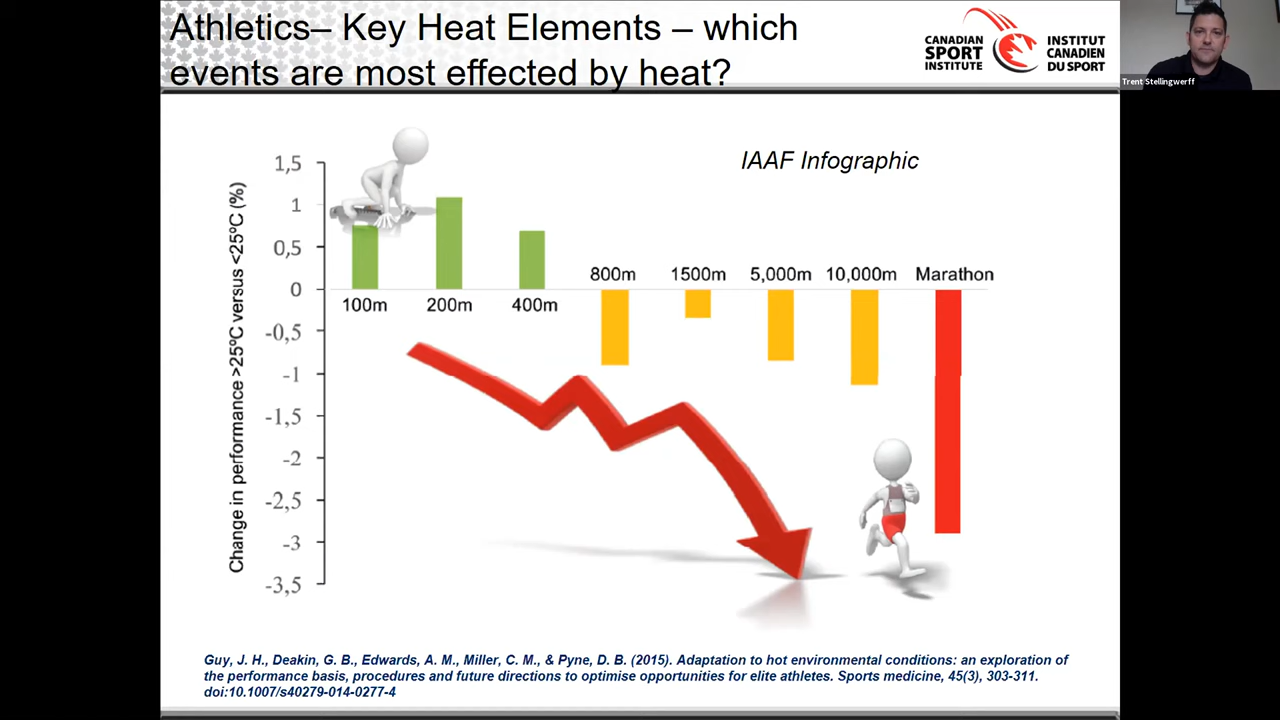 Athletics– Key Heat Elements – which
events are most effected by heat?
CANADIAN
SPORT
INSTITUTE
INSTITUT
CANADIEN
DU SPORT
Trent Stellingwerff
IAAF Infographic
Change in performance >25ºC versus <25ºC (%)
1,5
1
0,5
0
-0,5
-1
-1,5
-2
-2,5
-3
-3,5
800m 1500m 5,000m 10,000m Marathon
100m 200m 400m
Guy, J. H., Deakin, G. B., Edwards, A. M., Miller, C. M., & Pyne, D. B. (2015). Adaptation to hot environmental conditions: an exploration of
the performance basis, procedures and future directions to optimise opportunities for elite athletes. Sports medicine, 45(3), 303-311.
doi:10.1007/s40279-014-0277-4